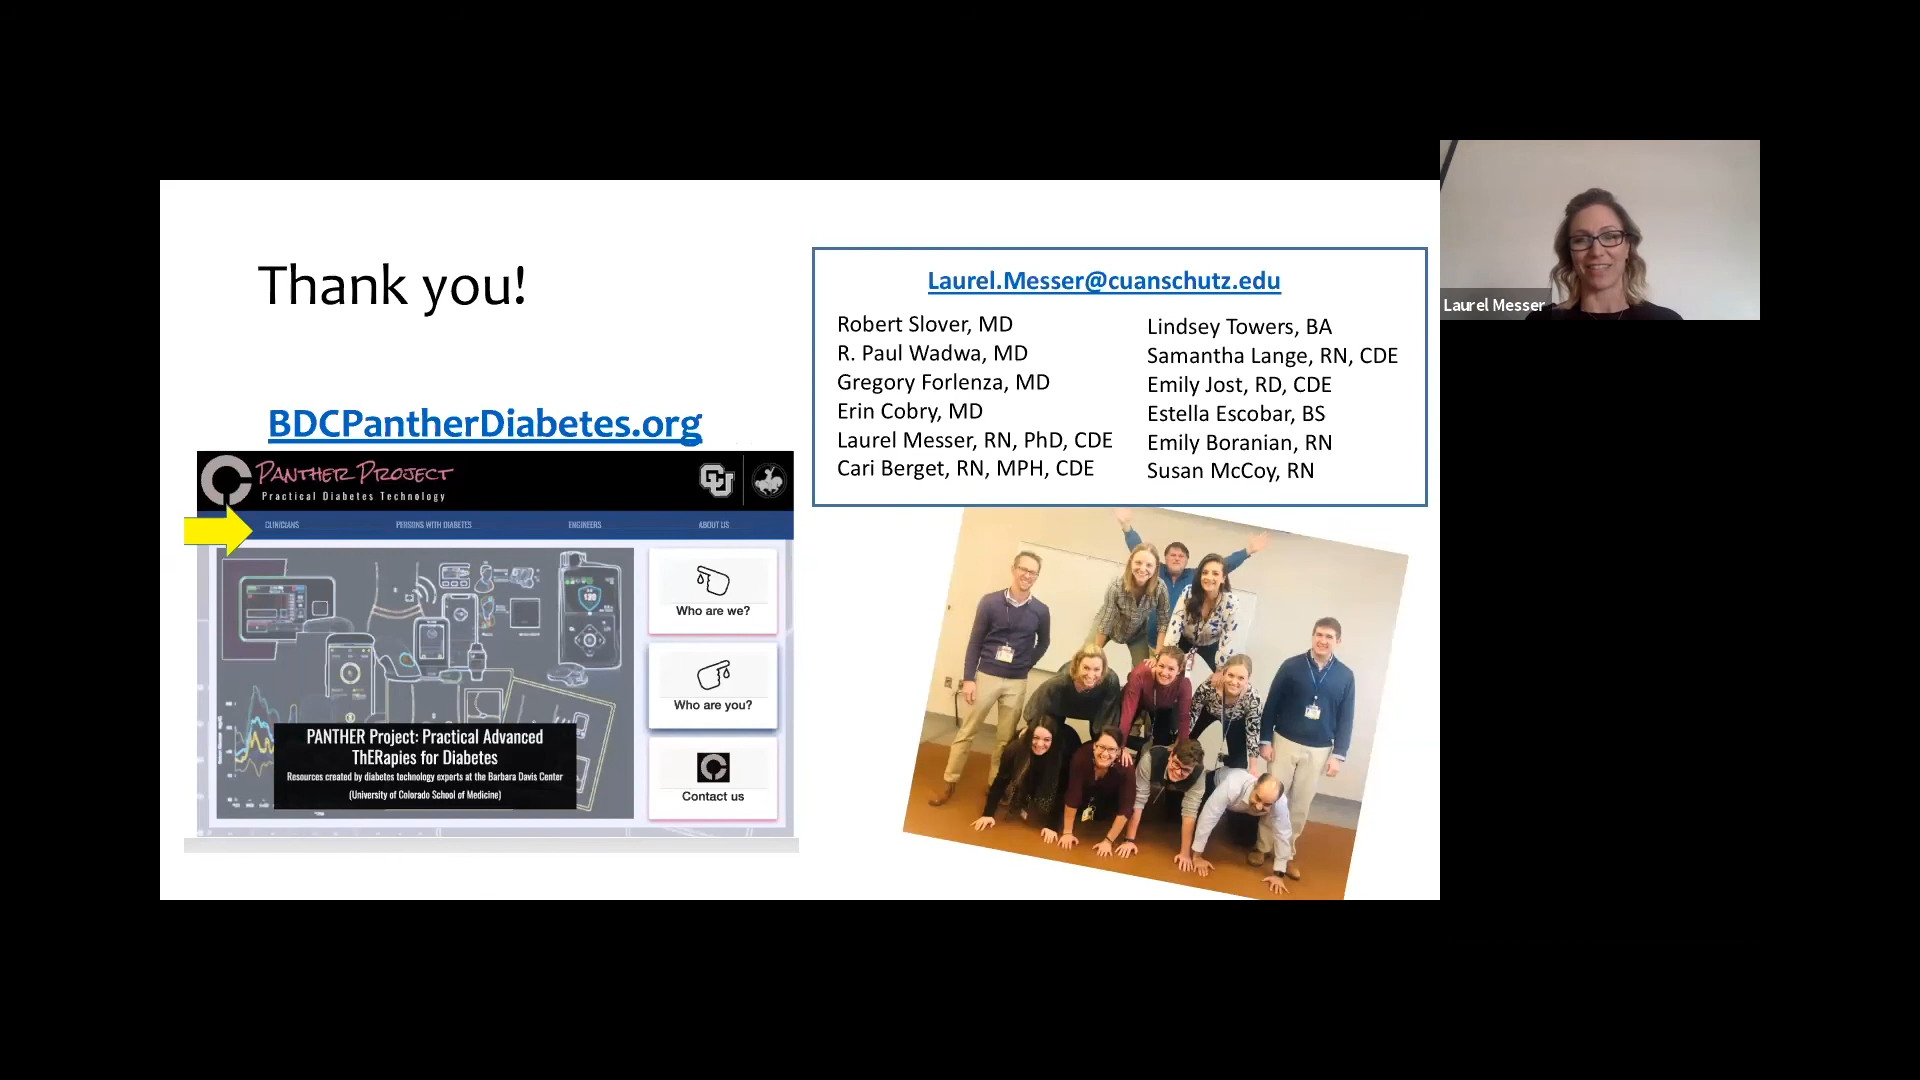 Thank you!
BDCPantherDiabetes.org
PANTHER PROJECT
Practical Diabetes Technology
CU
CLINICIANS
PERSONS WITH DIABETES
ENGINEERS
ABOUT US
120
Who are we?
Who are you?
Contact us
PANTHER Project: Practical Advanced
ThERapies for Diabetes
Resources created by diabetes technology experts at the Barbara Davis Center
(University of Colorado School of Medicine)
Laurel.Messer@cuanschutz.edu
Robert Slover, MD
R. Paul Wadwa, MD
Gregory Forlenza, MD
Erin Cobry, MD
Laurel Messer, RN, PhD, CDE
Cari Berget, RN, MPH, CDE
Lindsey Towers, BA
Samantha Lange, RN, CDE
Emily Jost, RD, CDE
Estella Escobar, BS
Emily Boranian, RN
Susan McCoy, RN
Laurel Messer